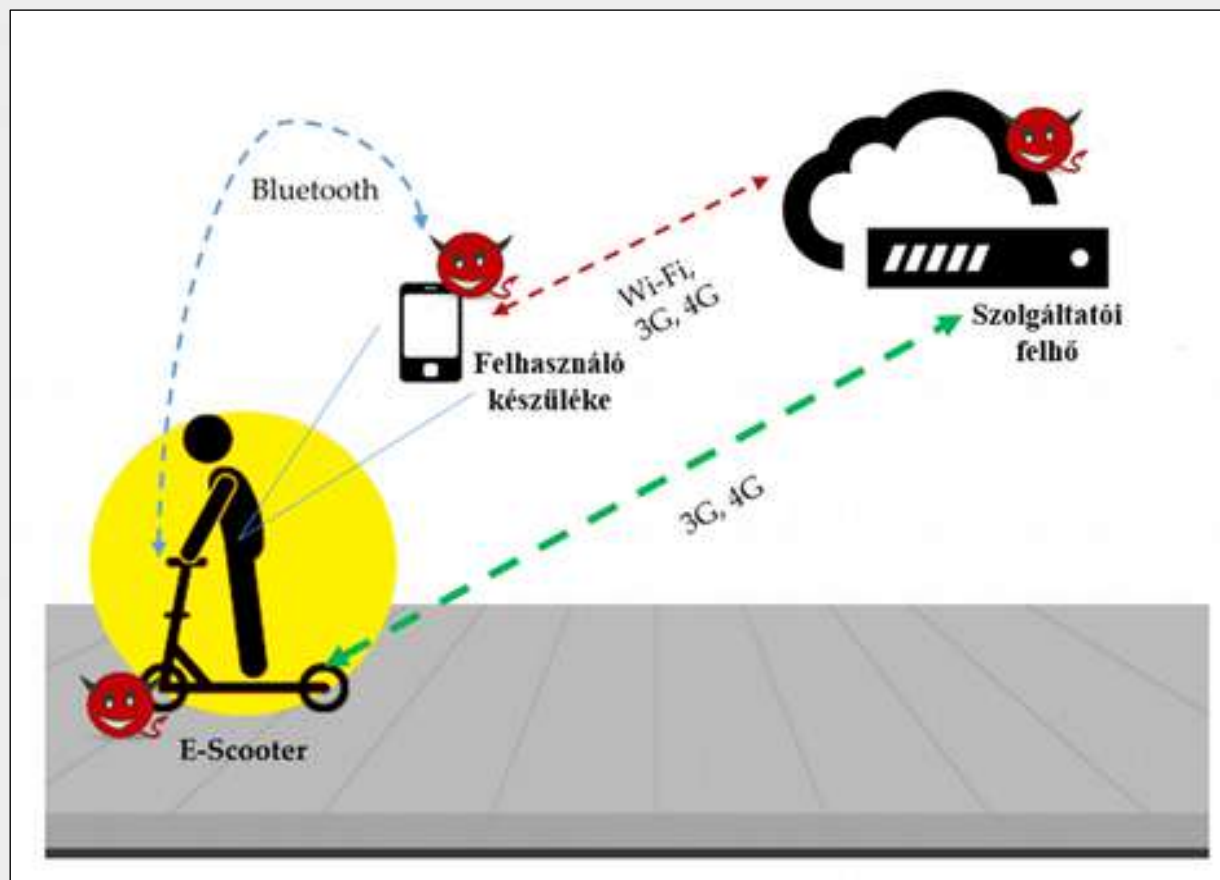 Bluetooth
Wi-Fi,
3G, 4G
Szolgáltatói
felhő
Felhasználó
készüléke
3G, 4G
E-Scooter